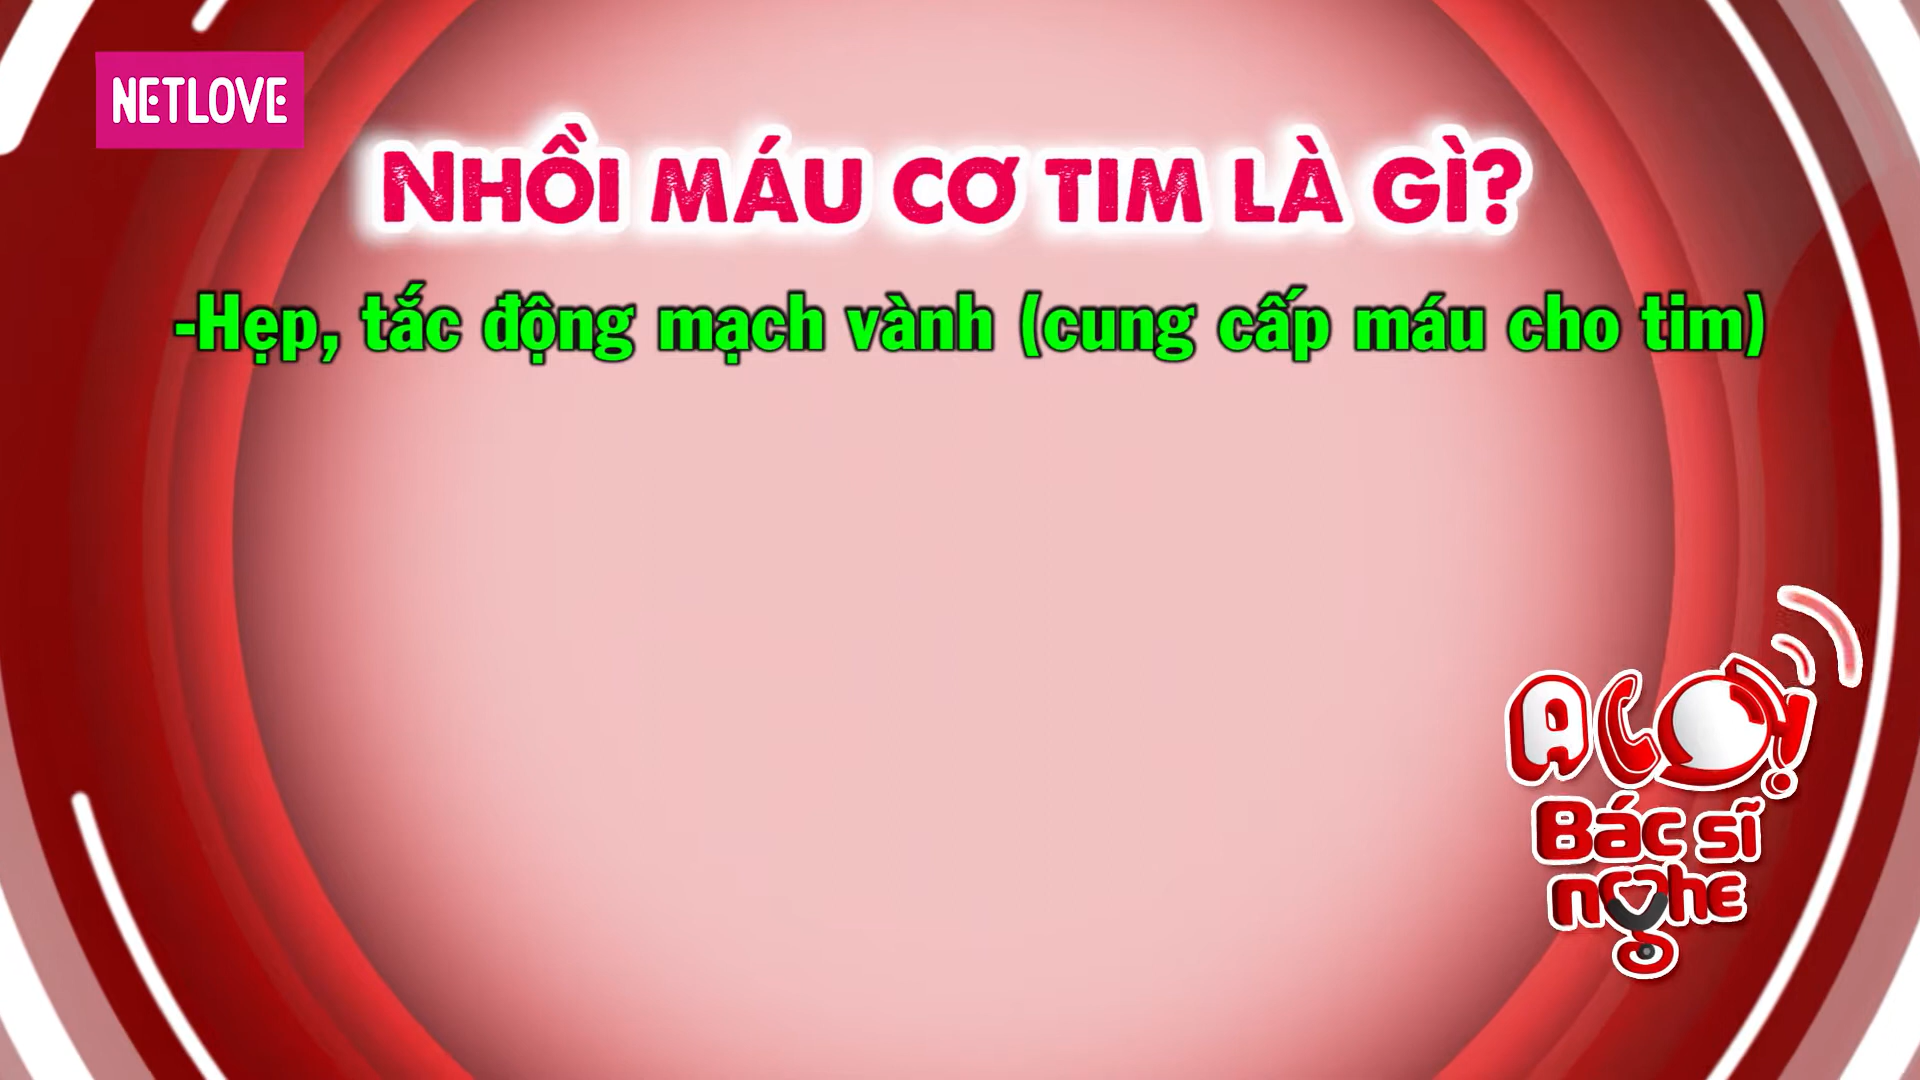 NETLOVE
NHỒI MÁU CƠ TIM LÀ GÌ?
-Hẹp, tắc động mạch vành (cung cấp máu cho tim)
ALO!
Bác sĩ
nghe